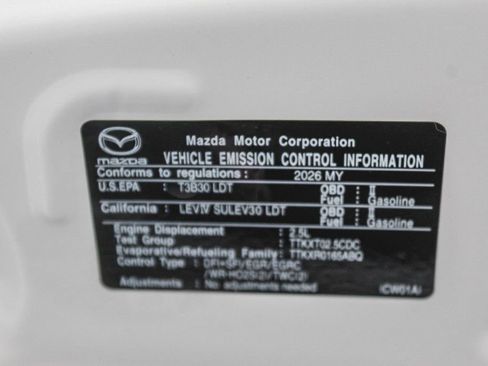 Mazda Motor Corporation
mazda VEHICLE EMISSION CONTROL INFORMATION
Conforms to regulations : 2026 MY
U.S.EPA : T3B30 LDT OBD : II
Fuel : Gasoline
California : LEVIV SULEV30 LDT OBD : II
Fuel : Gasoline
Engine Displacement : 2.5L
Test Group : TTKXT02.5CDC
Evaporative/Refueling Family: TTKXR0165ABQ
Control Type : DFI+SFI/EGR/EGRC
/WR-HO2S(2)/TWC(2)
Adjustments : No adjustments needed.